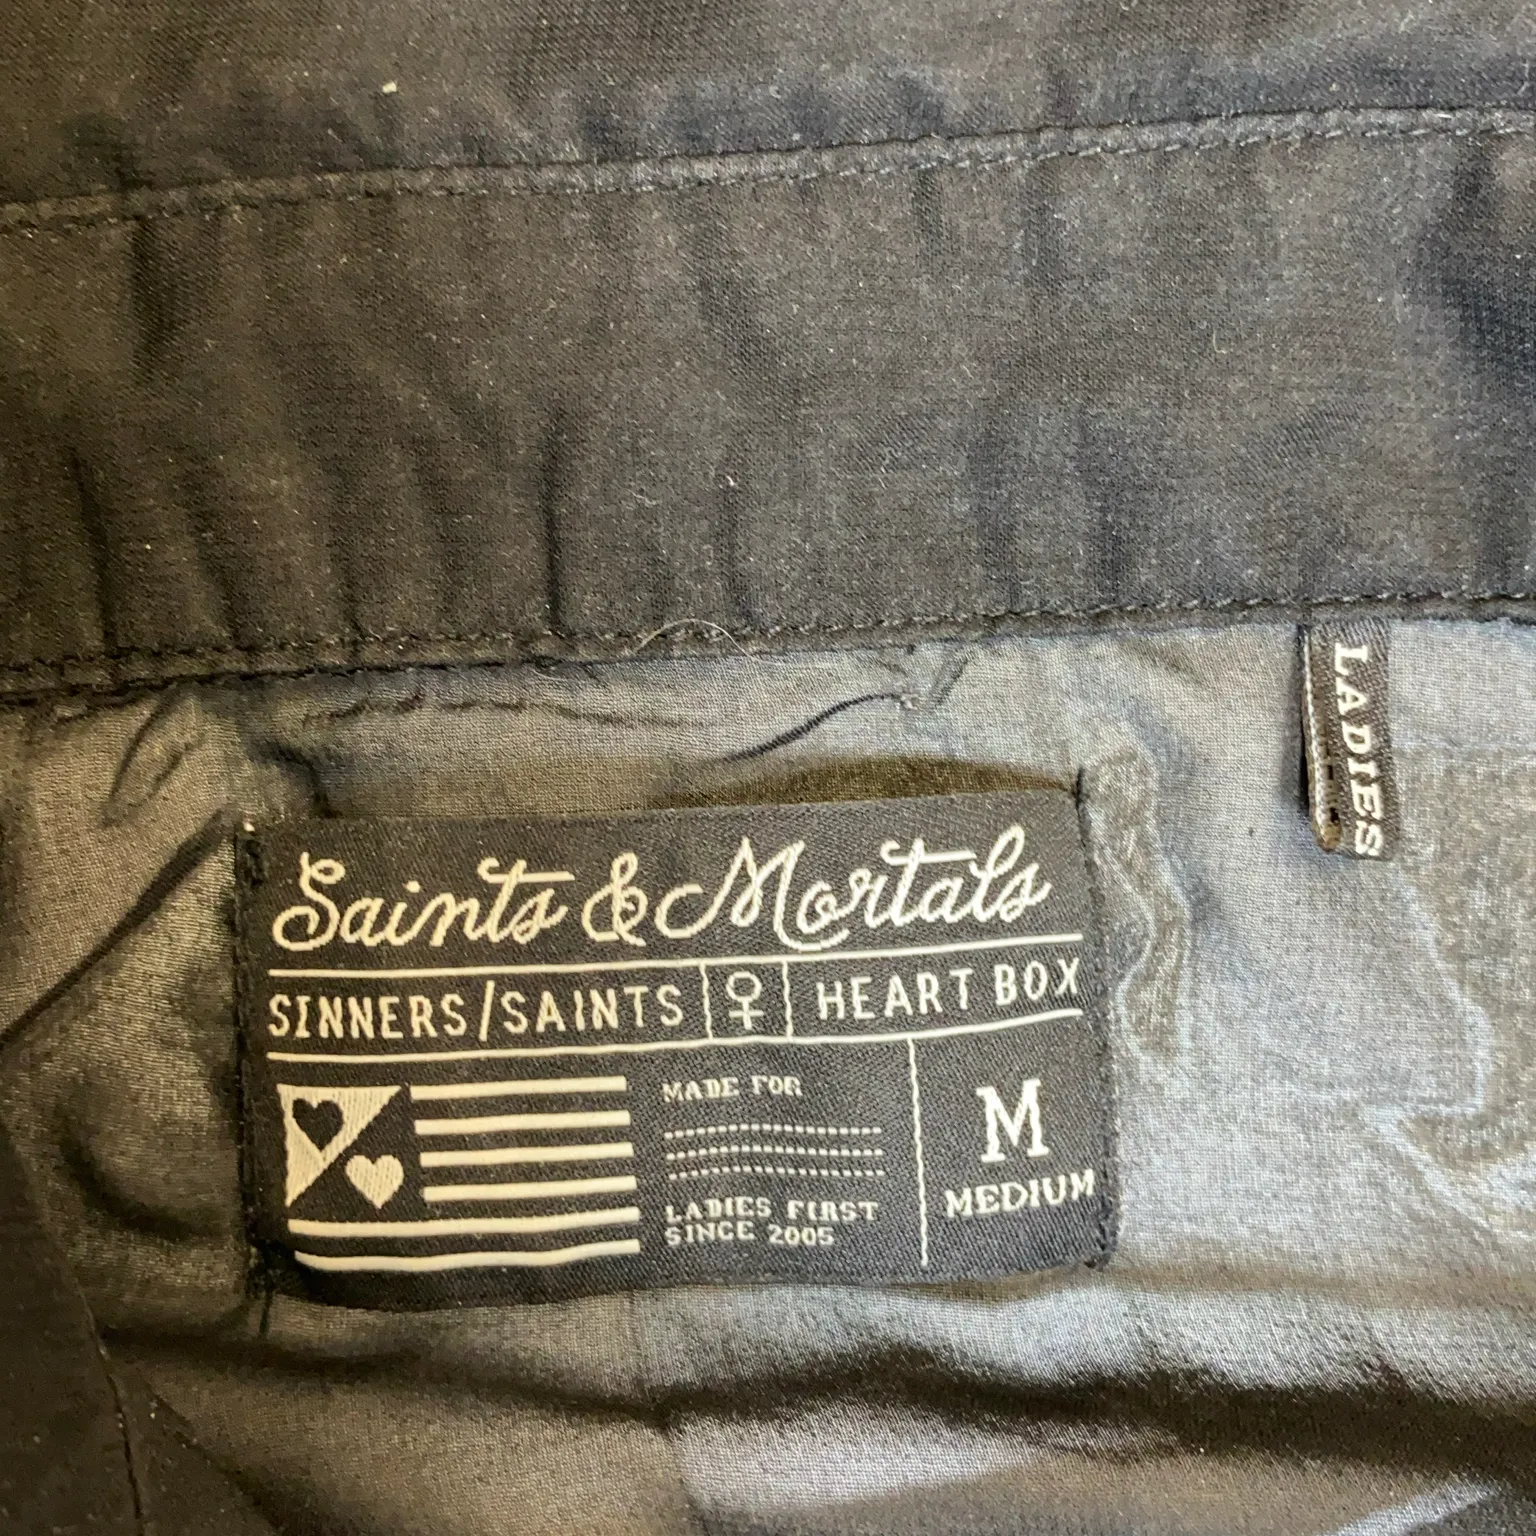 Saints & Mortals
SINNERS/SAINTS ♀ HEART BOX
MADE FOR
LADIES FIRST
SINCE 2005
M
MEDIUM
LADIES